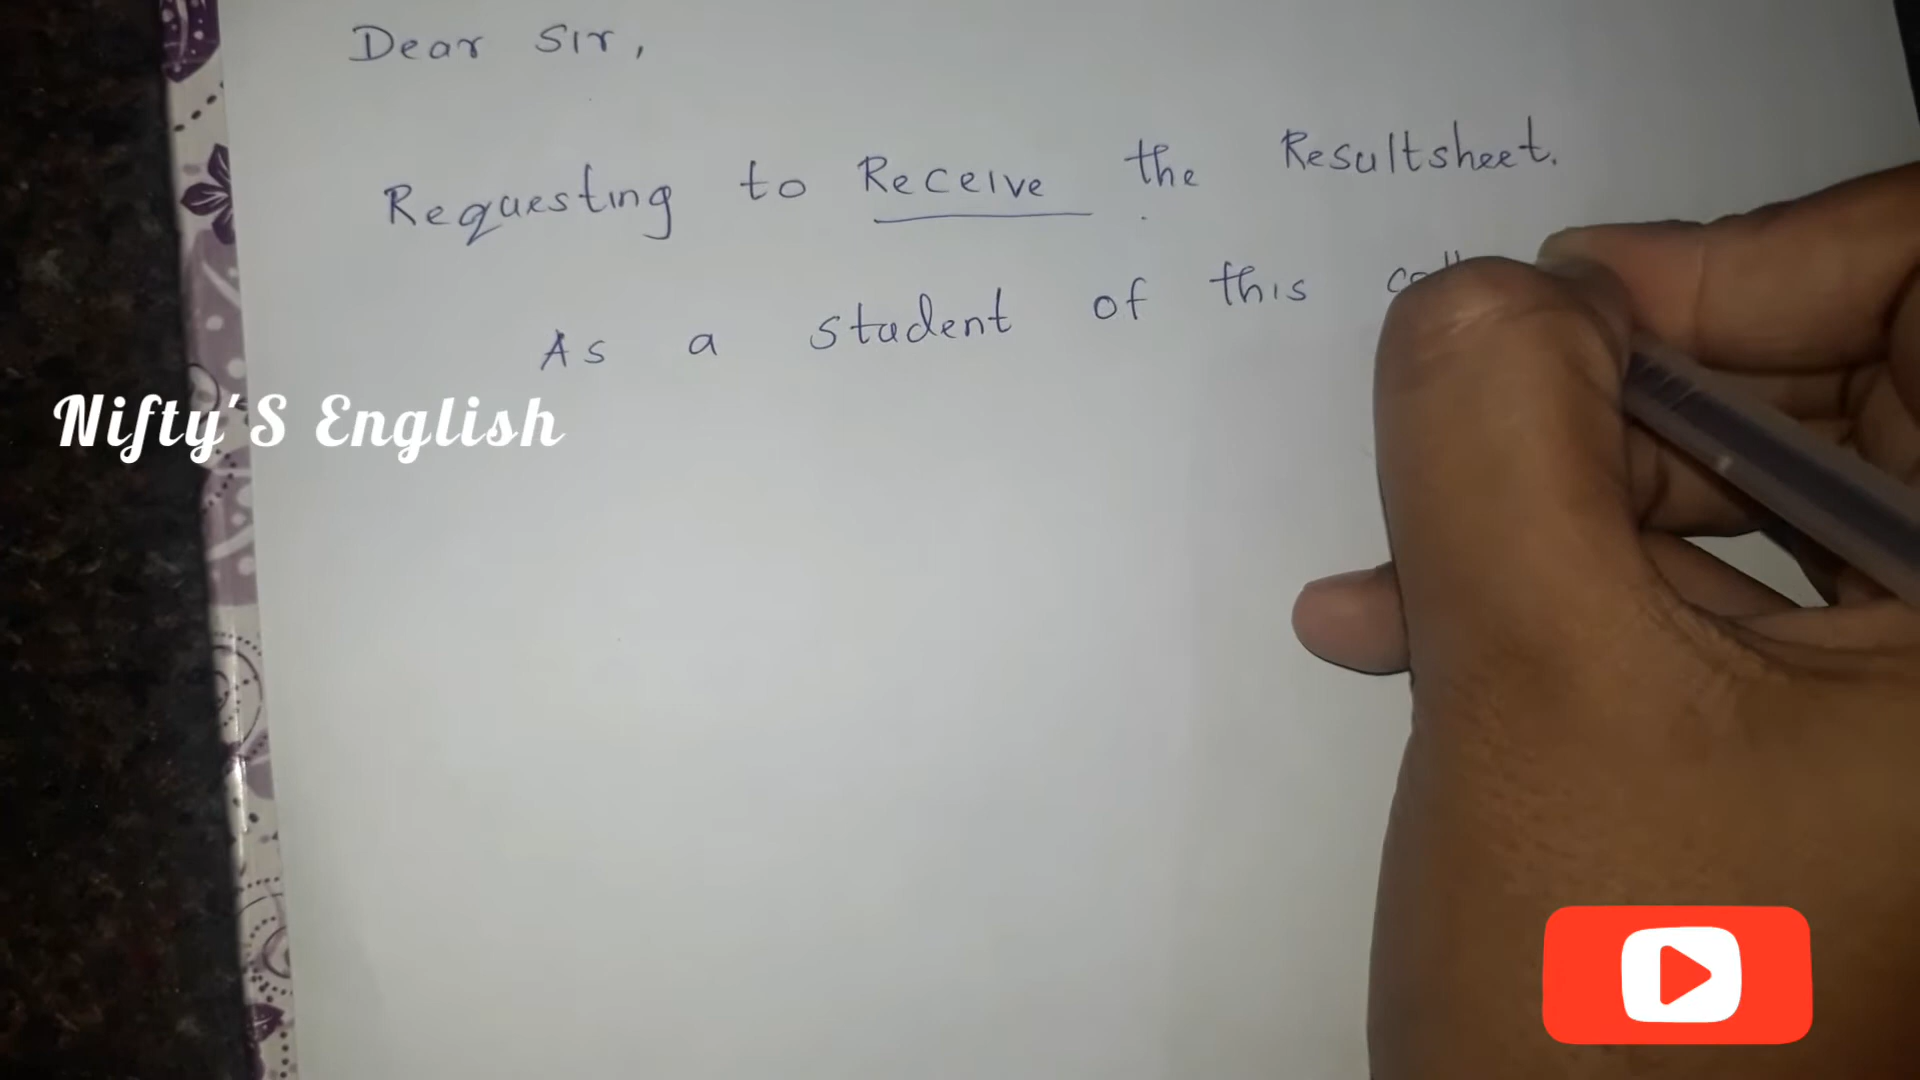 Dear Sir,
Requesting to Receive the Resultsheet.
As a student of this
Nifty'S English